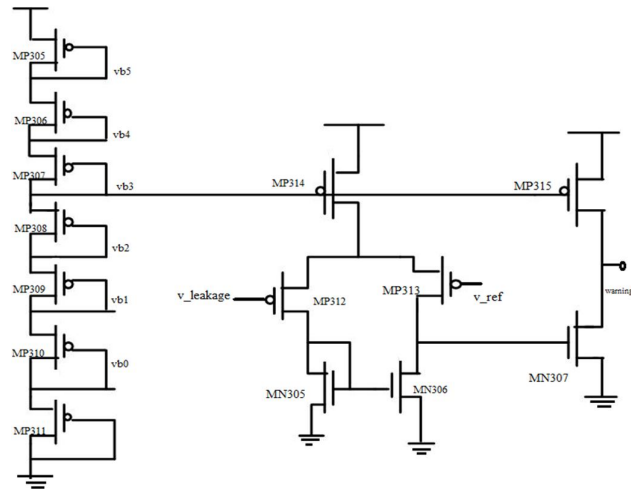 MP305
vb5
MP306
vb4
MP307
vb3
MP314
MP315
MP308
vb2
MP309
vb1
v_leakage
MP312
MP313
v_ref
warning
MP310
vb0
MN305
MN306
MN307
MP311